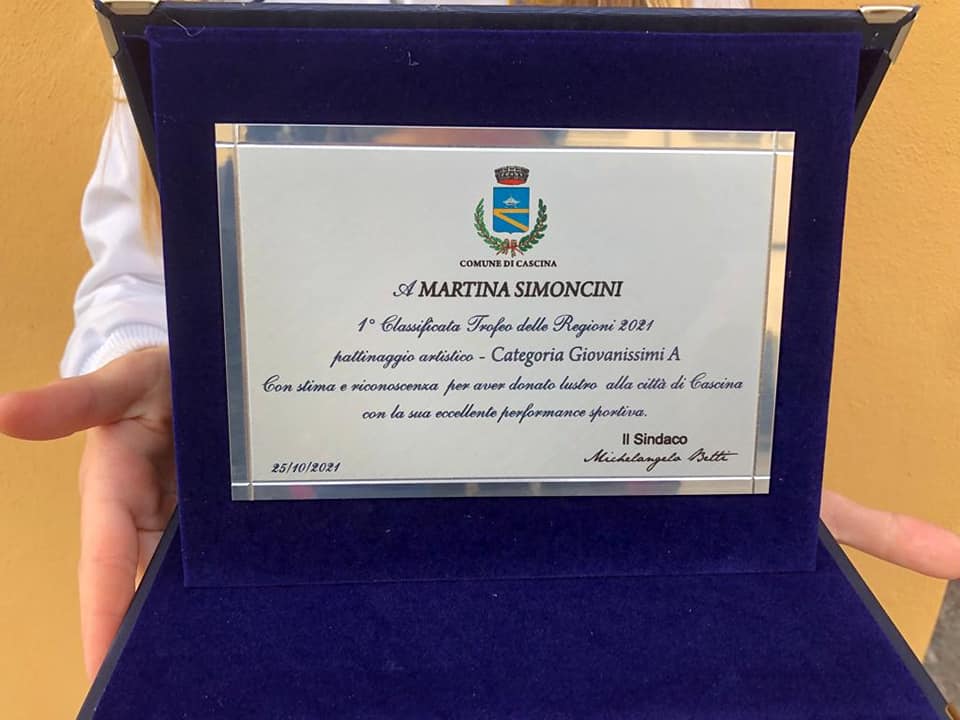 COMUNE DI CASCINA
A MARTINA SIMONCINI
1° Classificata Trofeo delle Regioni 2021
pattinaggio artistico - Categoria Giovanissimi A
Con stima e riconoscenza per aver donato lustro alla città di Cascina
con la sua eccellente performance sportiva.
Il Sindaco
Michelangelo Betti
25/10/2021